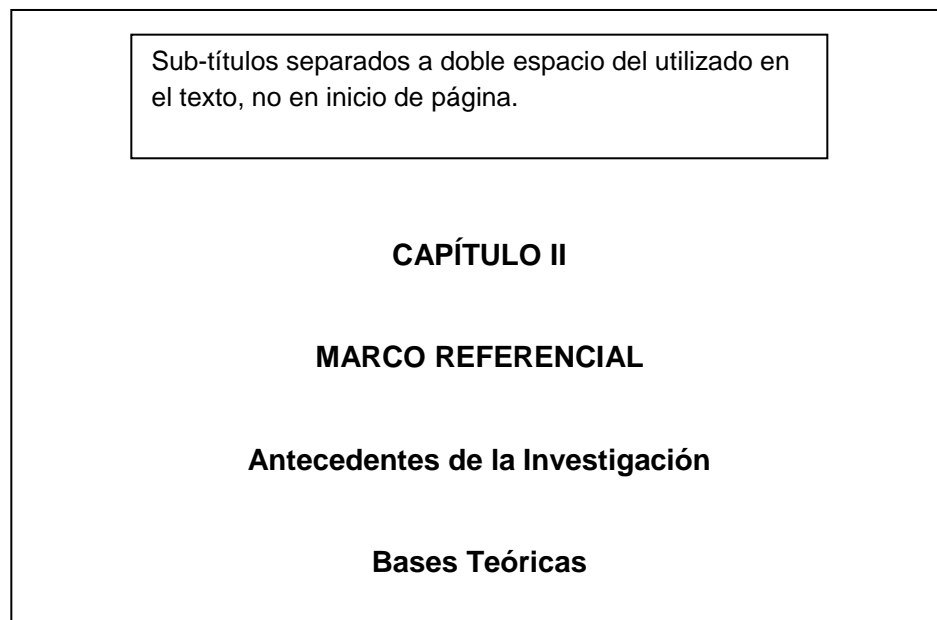 Sub-títulos separados a doble espacio del utilizado en
el texto, no en inicio de página.
CAPÍTULO II
MARCO REFERENCIAL
Antecedentes de la Investigación
Bases Teóricas